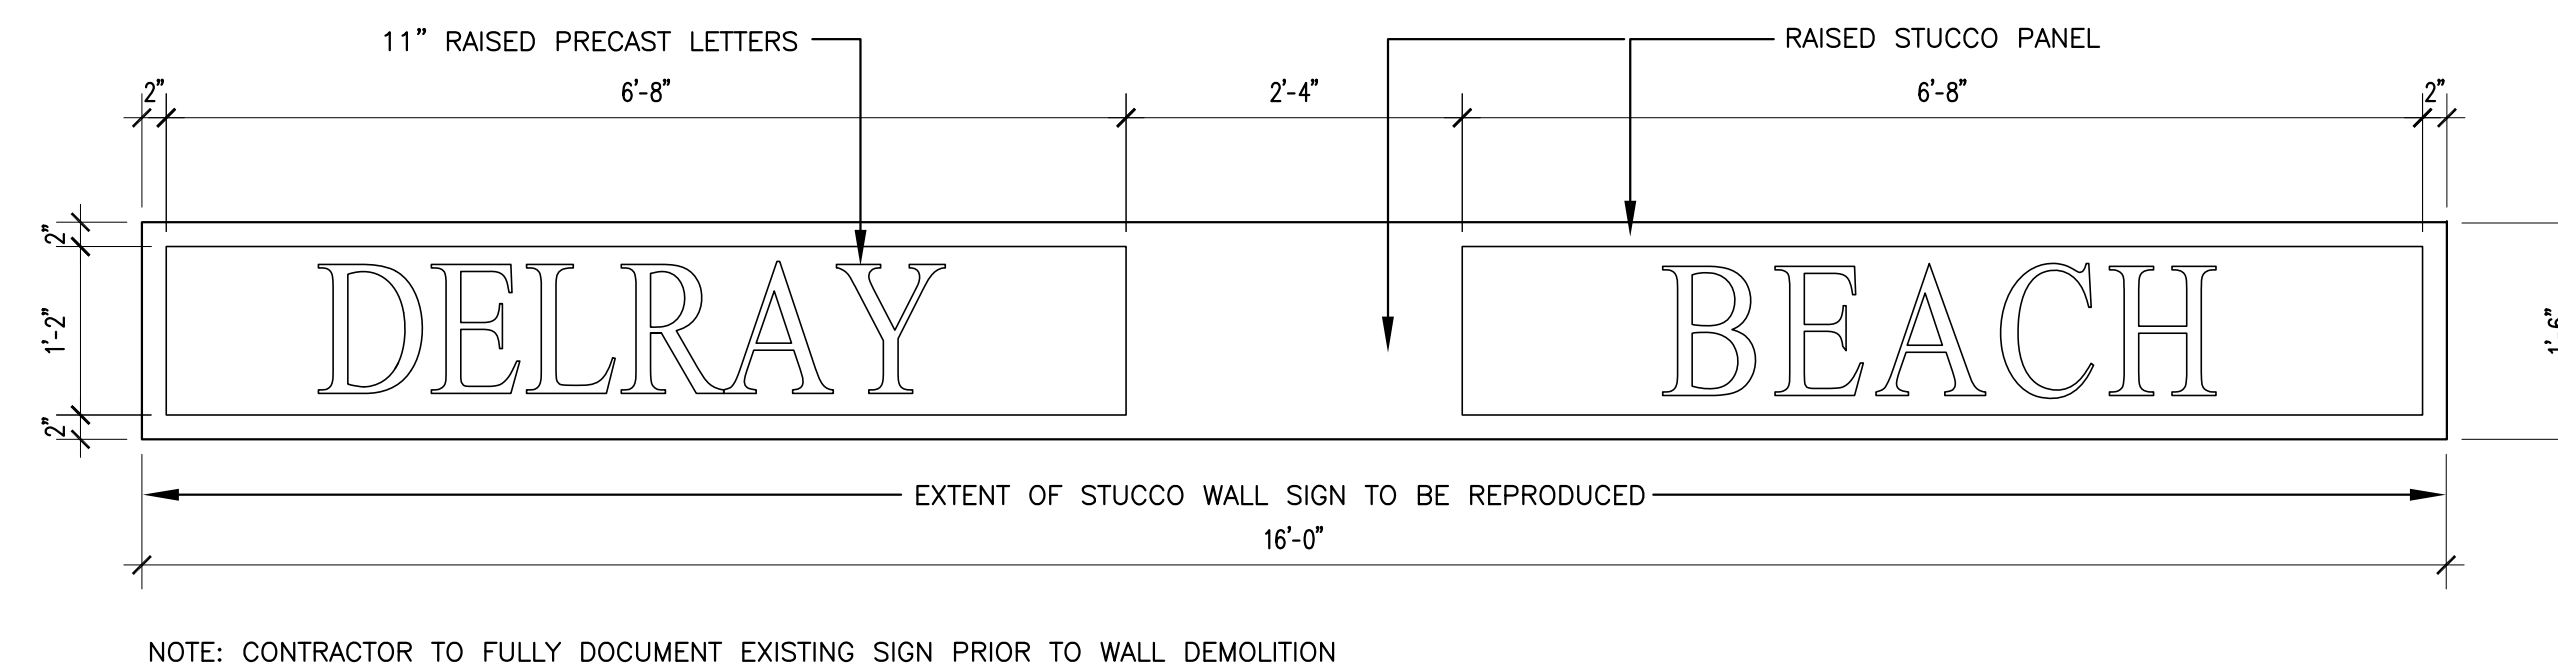 11” RAISED PRECAST LETTERS
RAISED STUCCO PANEL
2” 6’-8” 2’-4” 6’-8” 2”
2”
1’-2”
2”
DELRAY BEACH
1’-6”
EXTENT OF STUCCO WALL SIGN TO BE REPRODUCED
16’-0”
NOTE: CONTRACTOR TO FULLY DOCUMENT EXISTING SIGN PRIOR TO WALL DEMOLITION